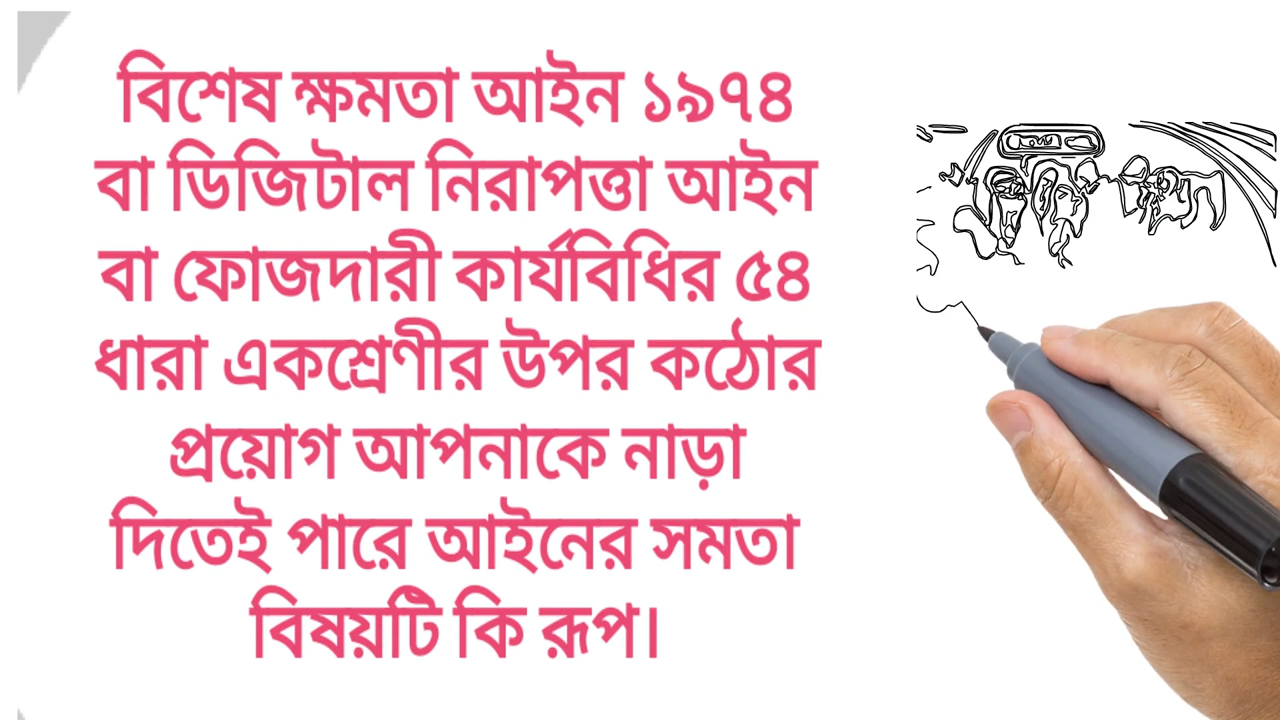 বিশেষ ক্ষমতা আইন ১৯৭৪
বা ডিজিটাল নিরাপত্তা আইন
বা ফোজদারী কার্যবিধির ৫৪
ধারা একশ্রেণীর উপর কঠোর
প্রয়োগ আপনাকে নাড়া
দিতেই পারে আইনের সমতা
বিষয়টি কি রূপ।